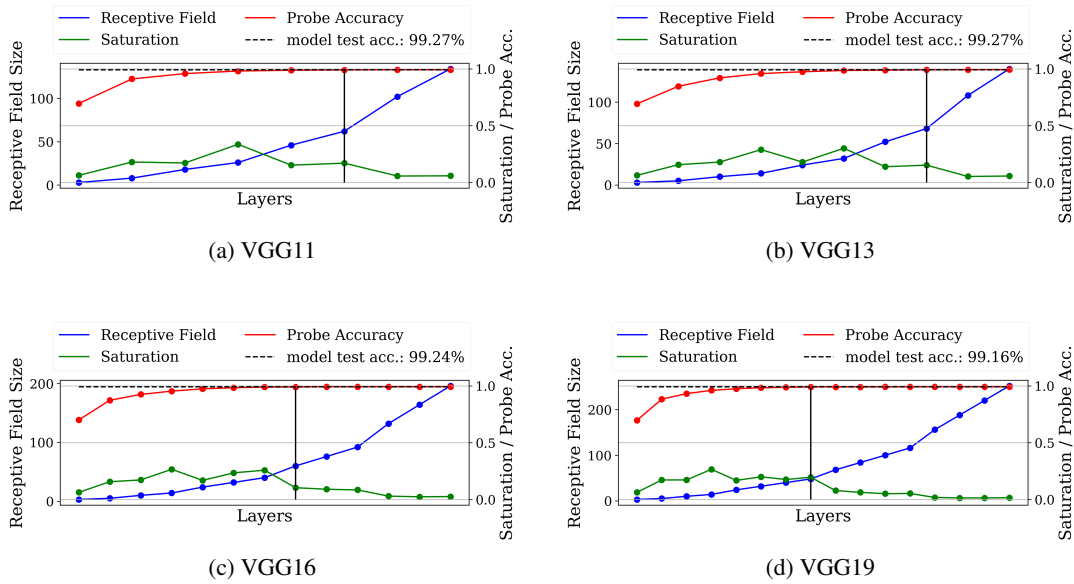 Receptive Field
Probe Accuracy
Saturation
model test acc.: 99.27%
Receptive Field Size
100
50
0
1.0
0.5
0.0
Saturation / Probe Acc.
Layers
(a) VGG11
Receptive Field
Probe Accuracy
Saturation
model test acc.: 99.27%
Receptive Field Size
100
50
0
1.0
0.5
0.0
Saturation / Probe Acc.
Layers
(b) VGG13
Receptive Field
Probe Accuracy
Saturation
model test acc.: 99.24%
Receptive Field Size
200
100
0
1.0
0.5
0.0
Saturation / Probe Acc.
Layers
(c) VGG16
Receptive Field
Probe Accuracy
Saturation
model test acc.: 99.16%
Receptive Field Size
200
100
0
1.0
0.5
0.0
Saturation / Probe Acc.
Layers
(d) VGG19